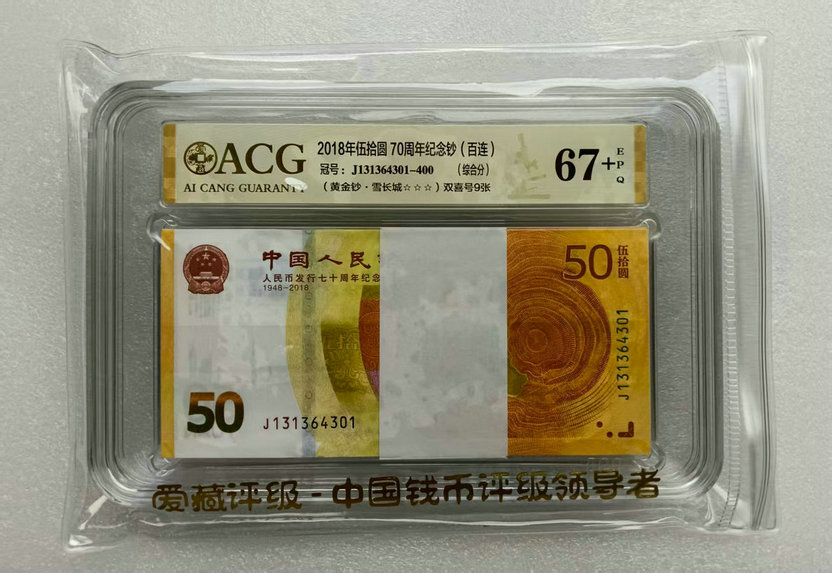 ACG
AI CANG GUARANTY
2018年伍拾圆 70周年纪念钞（百连）
冠号：J131364301-400 （综合分）
（黄金钞·雪长城☆☆☆）双喜号9张
67+
EPQ
中国人民
人民币发行七十周年纪念
1948-2018
50
伍拾圆
J131364301
50
J131364301
爱藏评级-中国钱币评级领导者